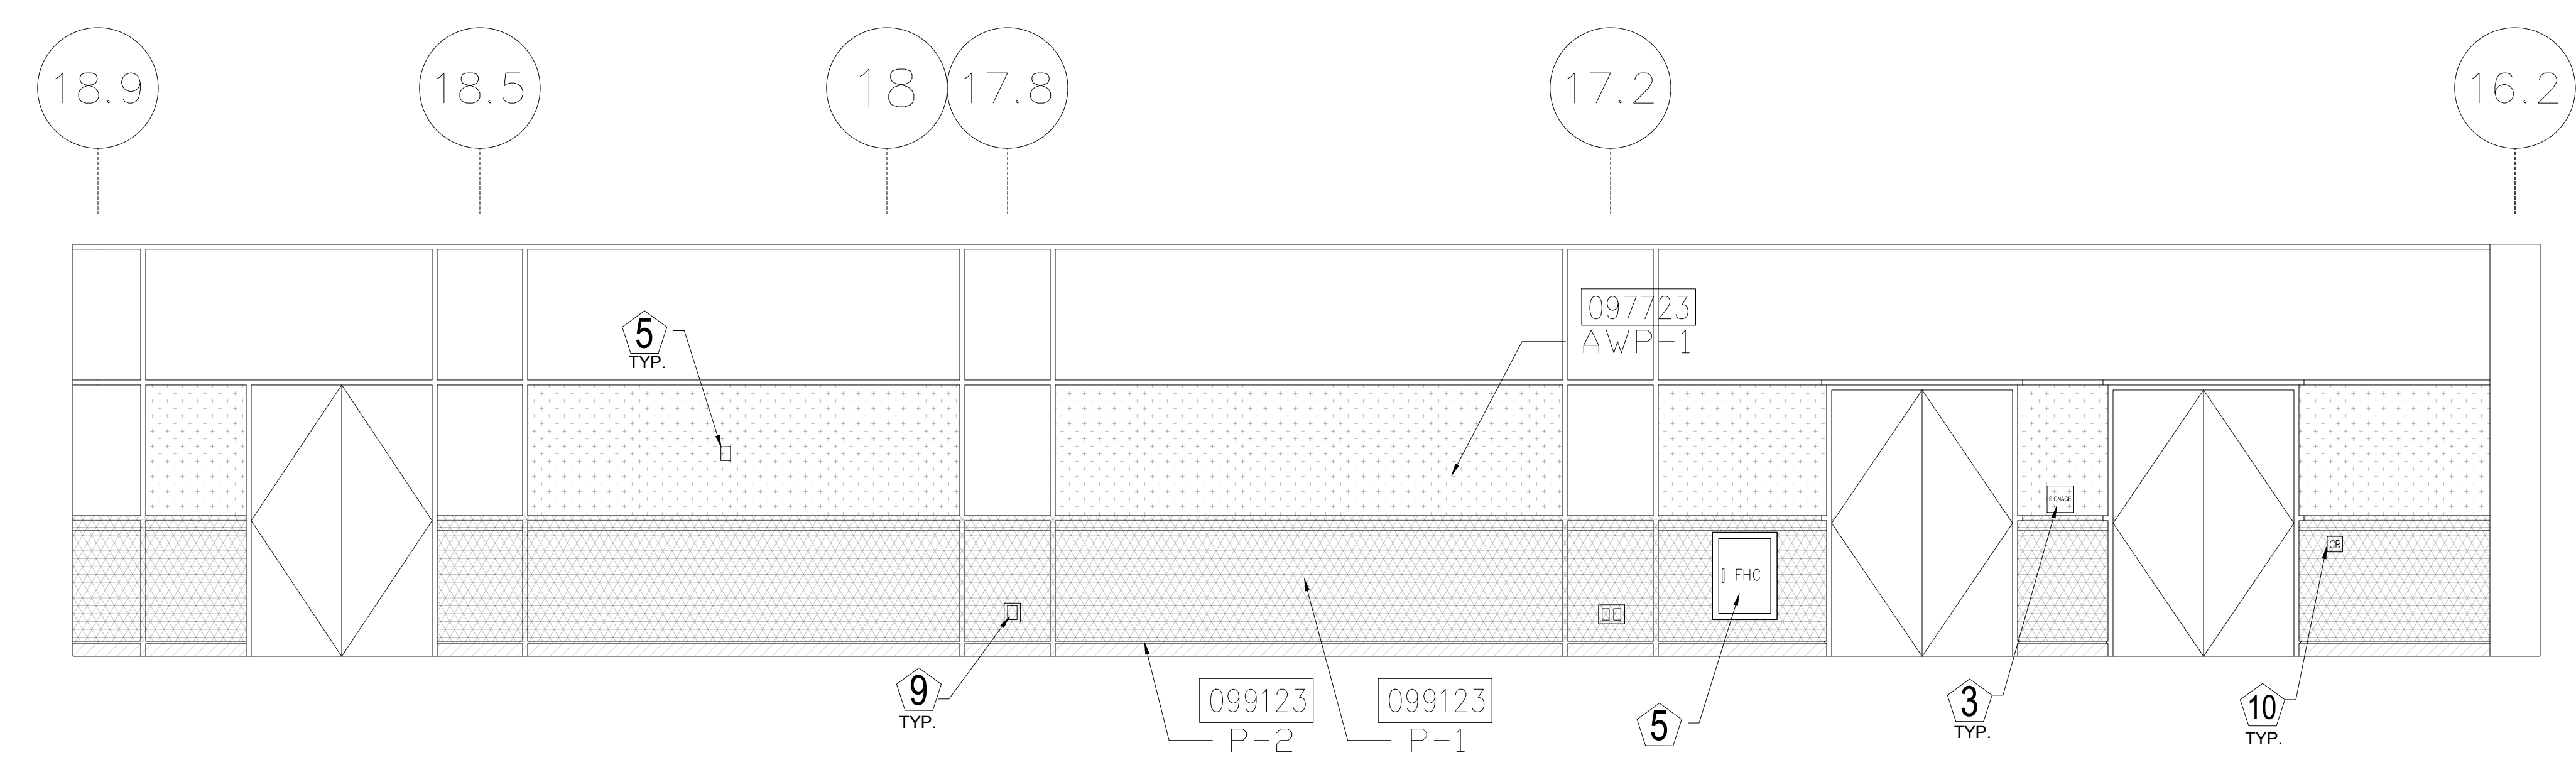 18.9
18.5
18
17.8
17.2
16.2
097723
AWP-1
5
TYP.
SIGNAGE
CR
FHC
9
TYP.
099123
P-2
099123
P-1
5
3
TYP.
10
TYP.